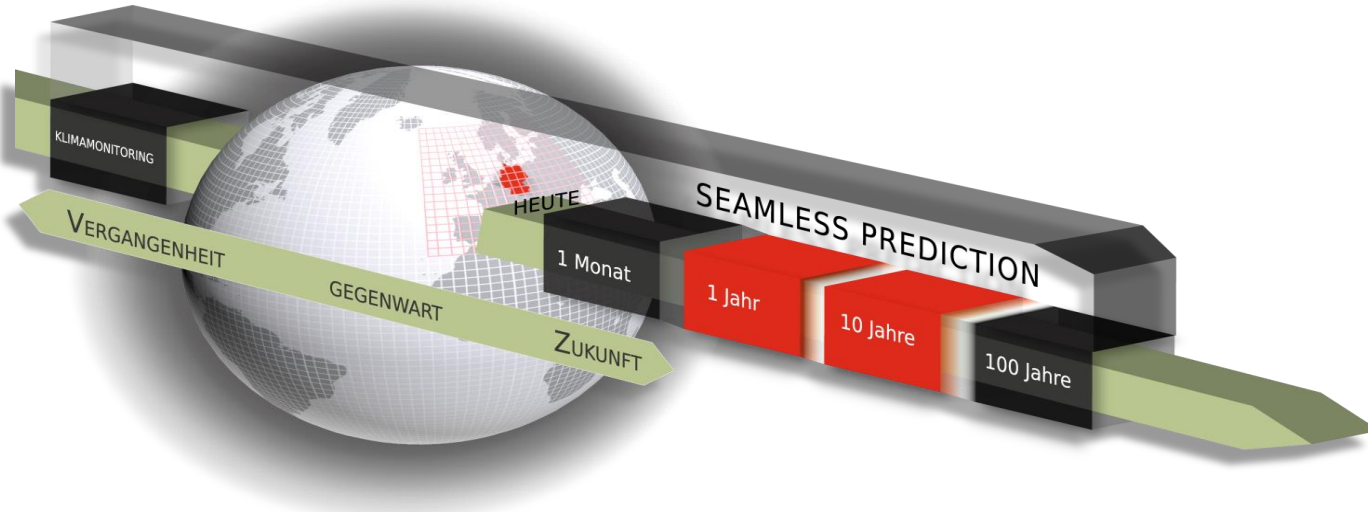 KLIMAMONITORING
VERGANGENHEIT
GEGENWART
ZUKUNFT
HEUTE
SEAMLESS PREDICTION
1 Monat
1 Jahr
10 Jahre
100 Jahre